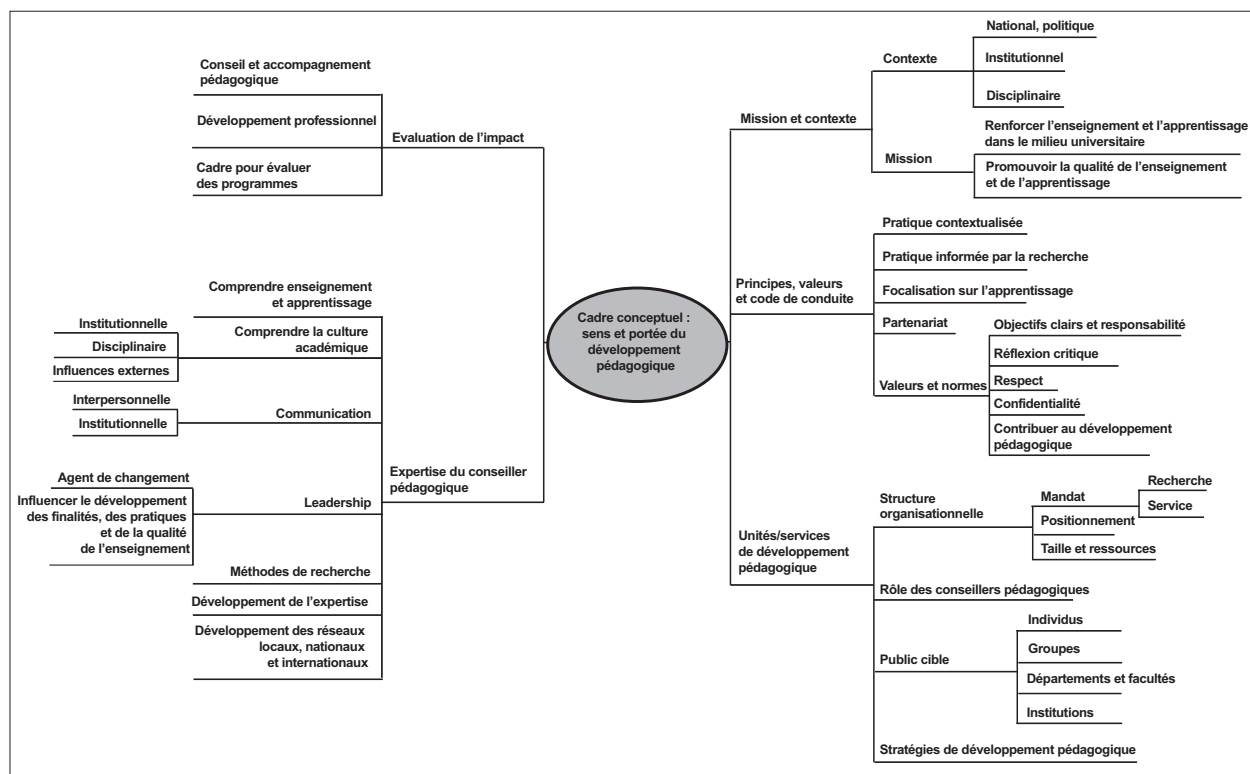 Cadre conceptuel :
sens et portée du
développement
pédagogique
Conseil et accompagnement
pédagogique
Développement professionnel
Cadre pour évaluer
des programmes
Evaluation de l’impact
Comprendre enseignement
et apprentissage
Institutionnelle
Disciplinaire
Influences externes
Comprendre la culture
académique
Interpersonnelle
Institutionnelle
Communication
Agent de changement
Influencer le développement
des finalités, des pratiques
et de la qualité
de l’enseignement
Leadership
Méthodes de recherche
Développement de l’expertise
Développement des réseaux
locaux, nationaux
et internationaux
Expertise du conseiller
pédagogique
Mission et contexte
Contexte
National, politique
Institutionnel
Disciplinaire
Mission
Renforcer l’enseignement et l’apprentissage
dans le milieu universitaire
Promouvoir la qualité de l’enseignement
et de l’apprentissage
Principes, valeurs
et code de conduite
Pratique contextualisée
Pratique informée par la recherche
Focalisation sur l’apprentissage
Partenariat
Valeurs et normes
Objectifs clairs et responsabilité
Réflexion critique
Respect
Confidentialité
Contribuer au développement
pédagogique
Unités/services
de développement
pédagogique
Structure
organisationnelle
Mandat
Recherche
Service
Positionnement
Taille et ressources
Rôle des conseillers pédagogiques
Public cible
Individus
Groupes
Départements et facultés
Institutions
Stratégies de développement pédagogique